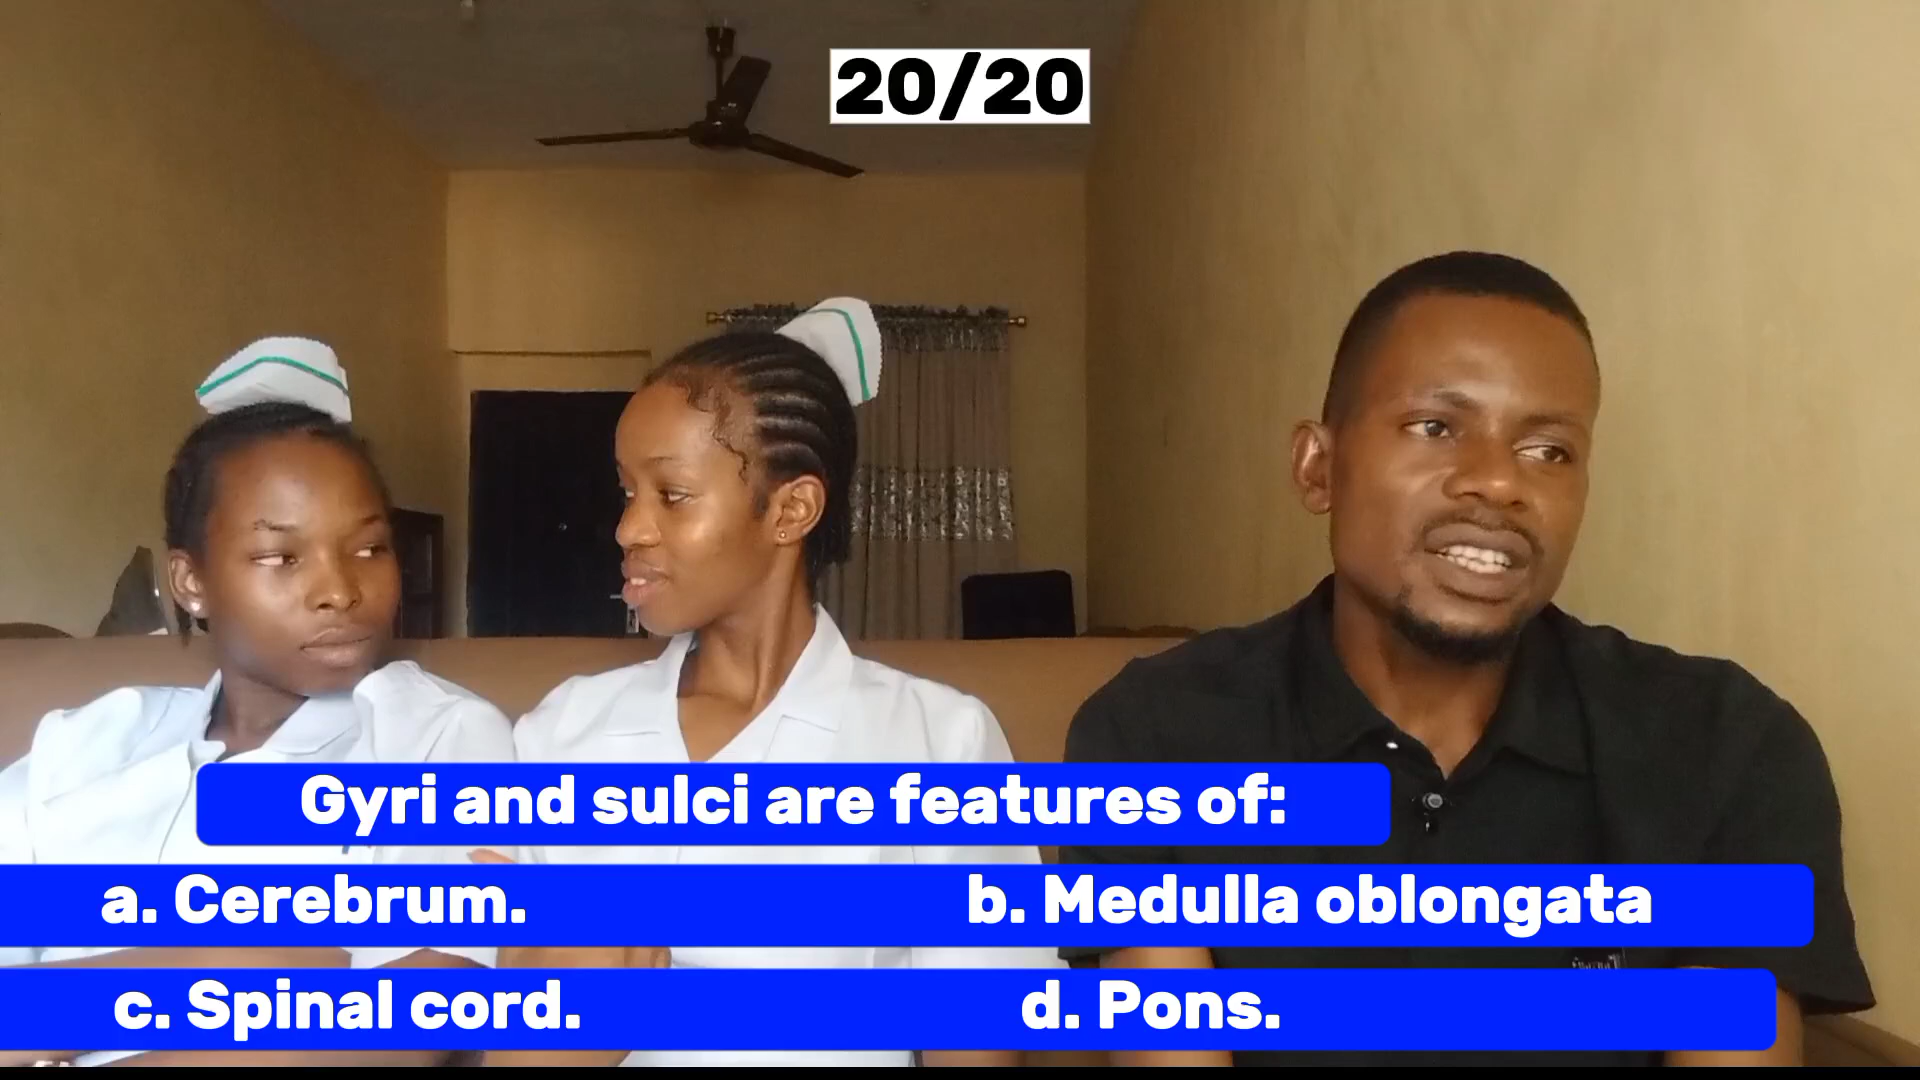 20/20
Gyri and sulci are features of:
a. Cerebrum. b. Medulla oblongata
c. Spinal cord. d. Pons.